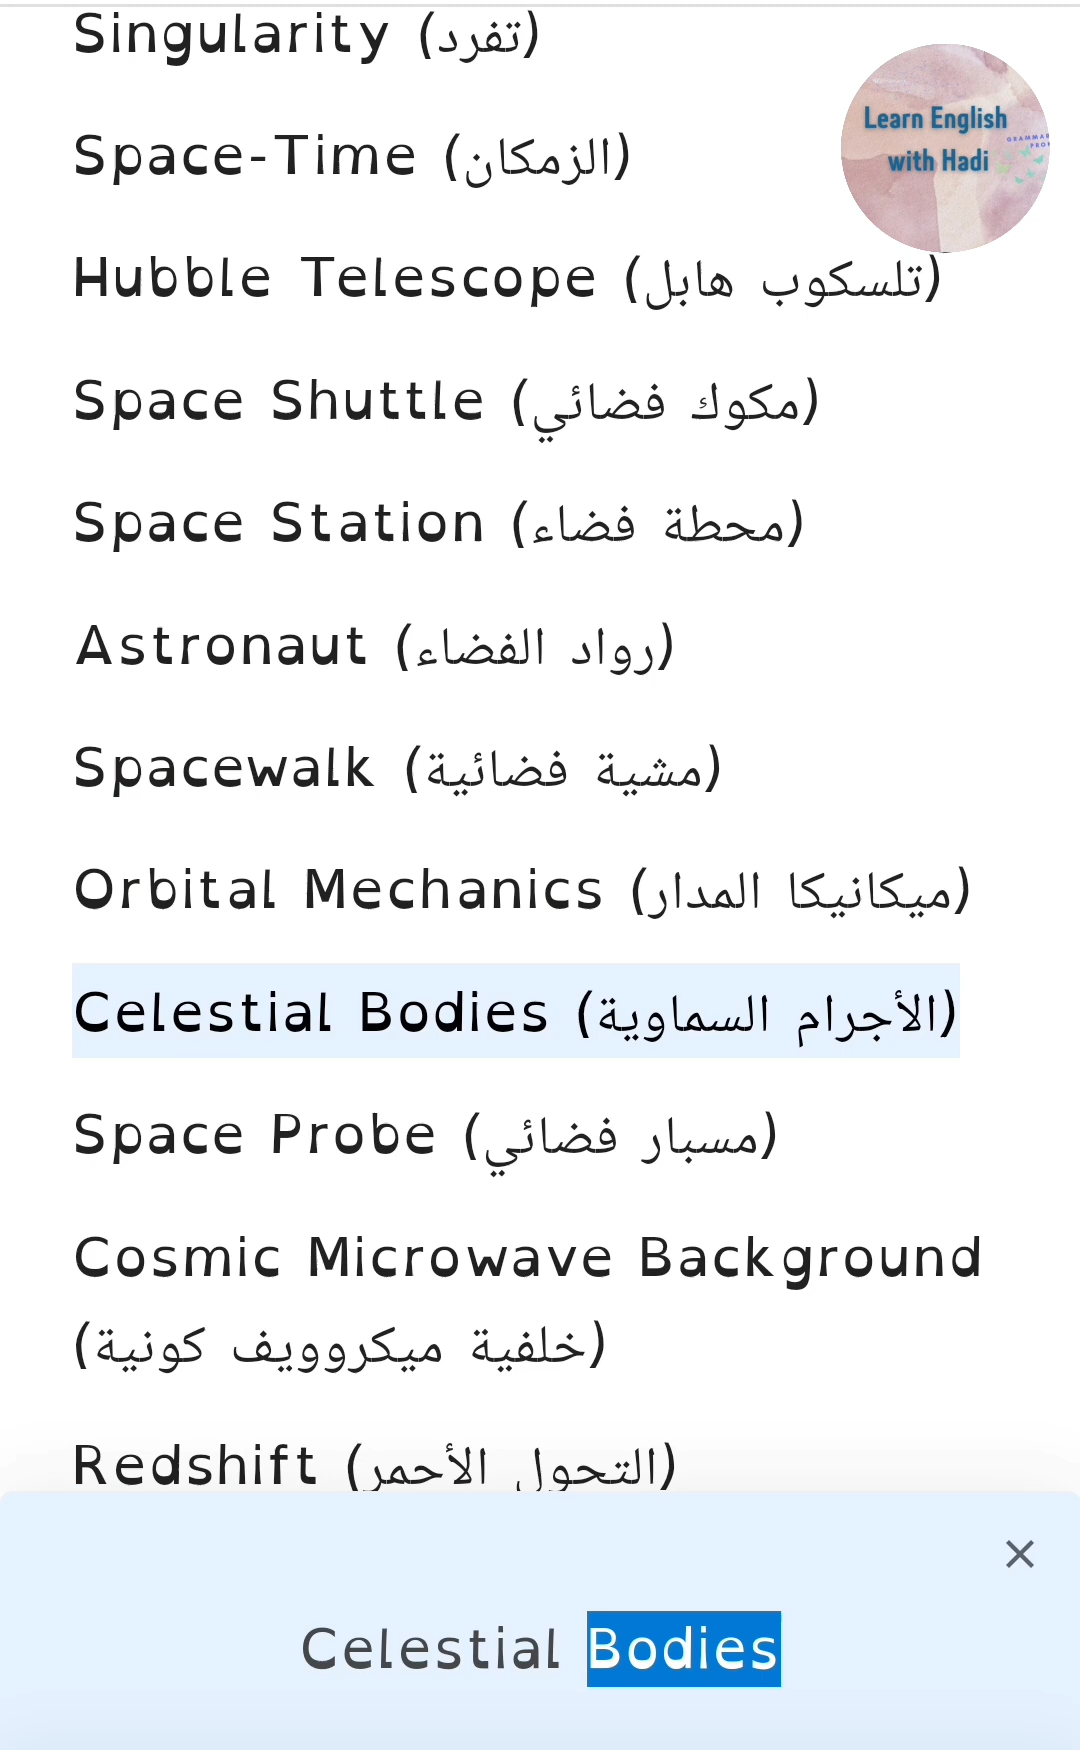 Singularity (تفرد)
Learn English
with Hadi
Space-Time (الزمكان)
Hubble Telescope (تلسكوب هابل)
Space Shuttle (مكوك فضائي)
Space Station (محطة فضاء)
Astronaut (رواد الفضاء)
Spacewalk (مشية فضائية)
Orbital Mechanics (ميكانيكا المدار)
Celestial Bodies (الأجرام السماوية)
Space Probe (مسبار فضائي)
Cosmic Microwave Background
(خلفية ميكروويف كونية)
Redshift (التحول الأحمر)
Celestial Bodies